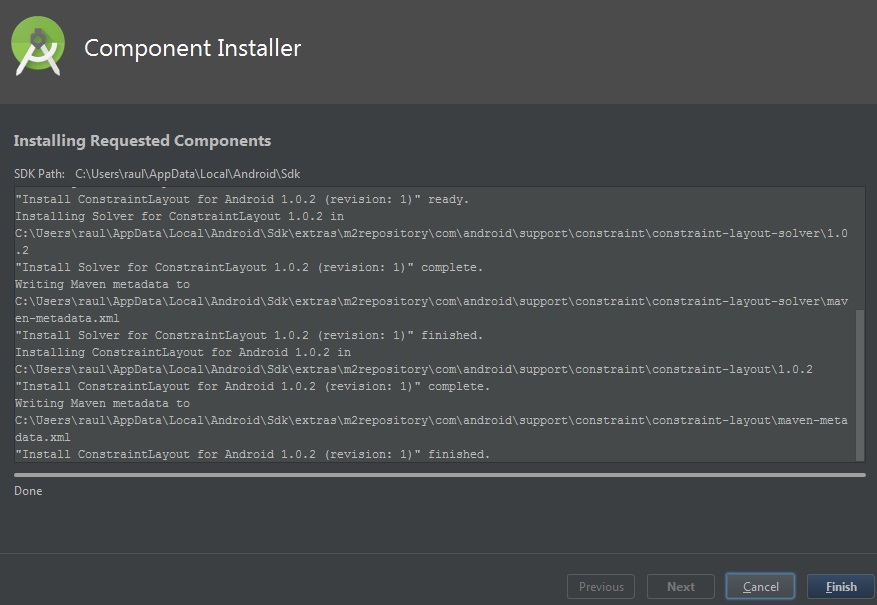 Component Installer
Installing Requested Components
SDK Path: C:\Users\raul\AppData\Local\Android\Sdk
"Install ConstraintLayout for Android 1.0.2 (revision: 1)" ready.
Installing Solver for ConstraintLayout 1.0.2 in
C:\Users\raul\AppData\Local\Android\Sdk\extras\m2repository\com\android\support\constraint\constraint-layout-solver\1.0
.2
"Install Solver for ConstraintLayout 1.0.2 (revision: 1)" complete.
Writing Maven metadata to
C:\Users\raul\AppData\Local\Android\Sdk\extras\m2repository\com\android\support\constraint\constraint-layout-solver\mav
en-metadata.xml
"Install Solver for ConstraintLayout 1.0.2 (revision: 1)" finished.
Installing ConstraintLayout for Android 1.0.2 in
C:\Users\raul\AppData\Local\Android\Sdk\extras\m2repository\com\android\support\constraint\constraint-layout\1.0.2
"Install ConstraintLayout for Android 1.0.2 (revision: 1)" complete.
Writing Maven metadata to
C:\Users\raul\AppData\Local\Android\Sdk\extras\m2repository\com\android\support\constraint\constraint-layout\maven-meta
data.xml
"Install ConstraintLayout for Android 1.0.2 (revision: 1)" finished.
Done
Previous Next Cancel Finish